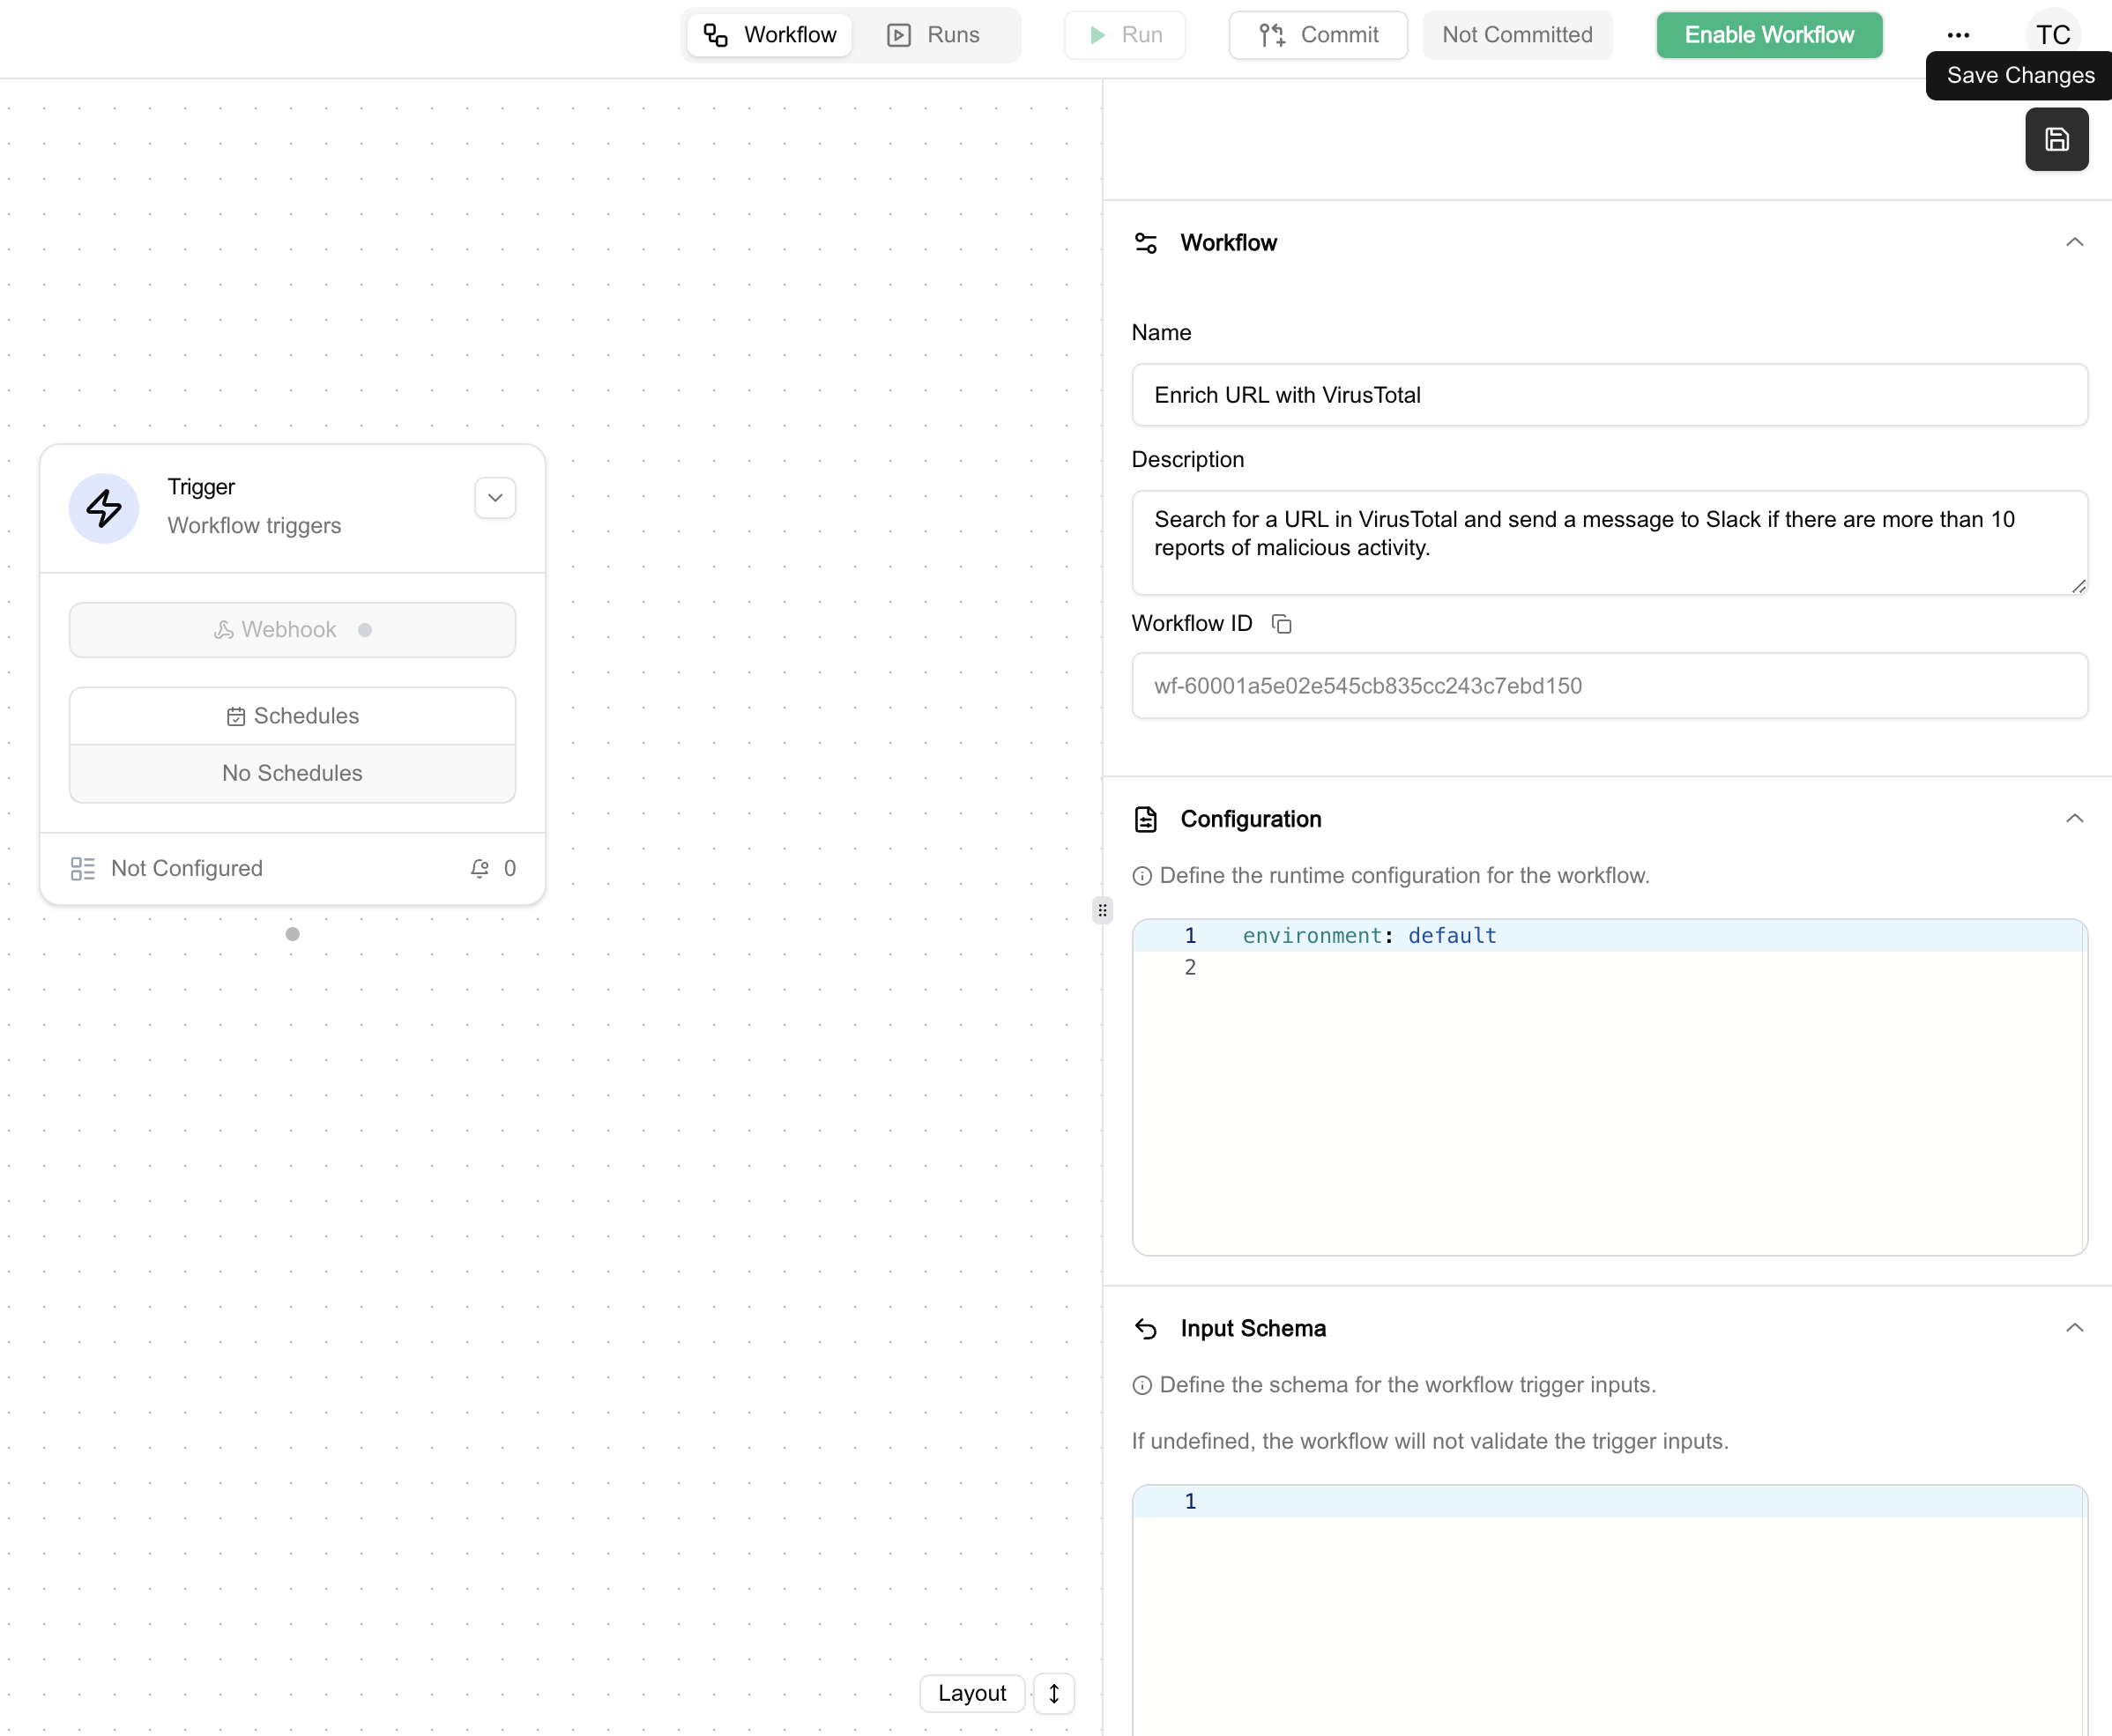 Workflow
Runs
Run
Commit
Not Committed
Enable Workflow
TC
Save Changes
Trigger
Workflow triggers
Webhook
Schedules
No Schedules
Not Configured
0
Layout
Workflow
Name
Enrich URL with VirusTotal
Description
Search for a URL in VirusTotal and send a message to Slack if there are more than 10
reports of malicious activity.
Workflow ID
wf-60001a5e02e545cb835cc243c7ebd150
Configuration
Define the runtime configuration for the workflow.
1 environment: default
2
Input Schema
Define the schema for the workflow trigger inputs.
If undefined, the workflow will not validate the trigger inputs.
1